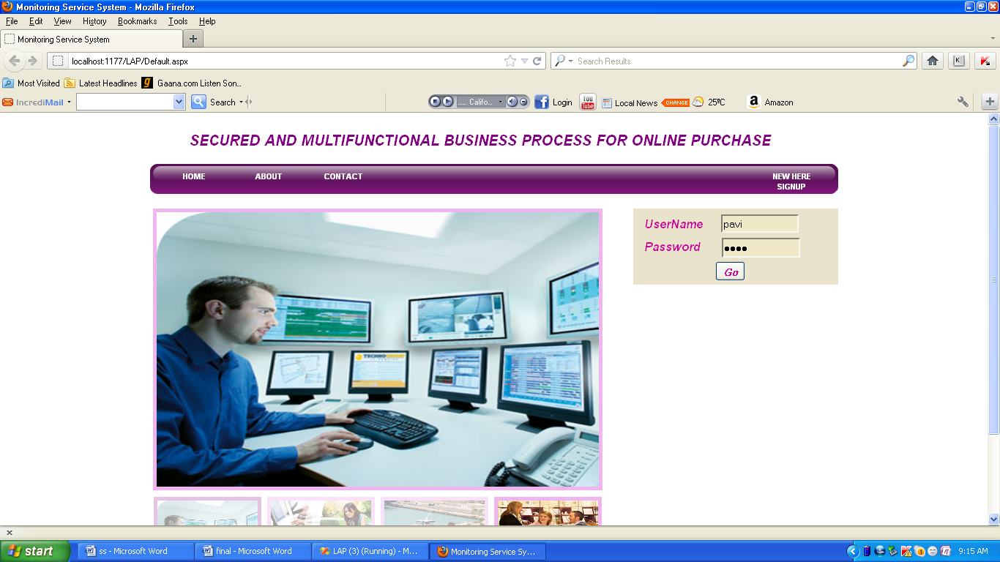 Monitoring Service System - Mozilla Firefox
File Edit View History Bookmarks Tools Help
Monitoring Service System
localhost:1177/LAP/Default.aspx
Search Results
Most Visited Latest Headlines Gaana.com Listen Son...
IncrediMail Search ...... Califo... Login You Tube Local News CHANGE 25ºC Amazon
SECURED AND MULTIFUNCTIONAL BUSINESS PROCESS FOR ONLINE PURCHASE
HOME ABOUT CONTACT NEW HERE
SIGNUP
UserName pavi
Password
Go
start ss - Microsoft Word final - Microsoft Word LAP (3) (Running) - M... Monitoring Service Sy... 9:15 AM